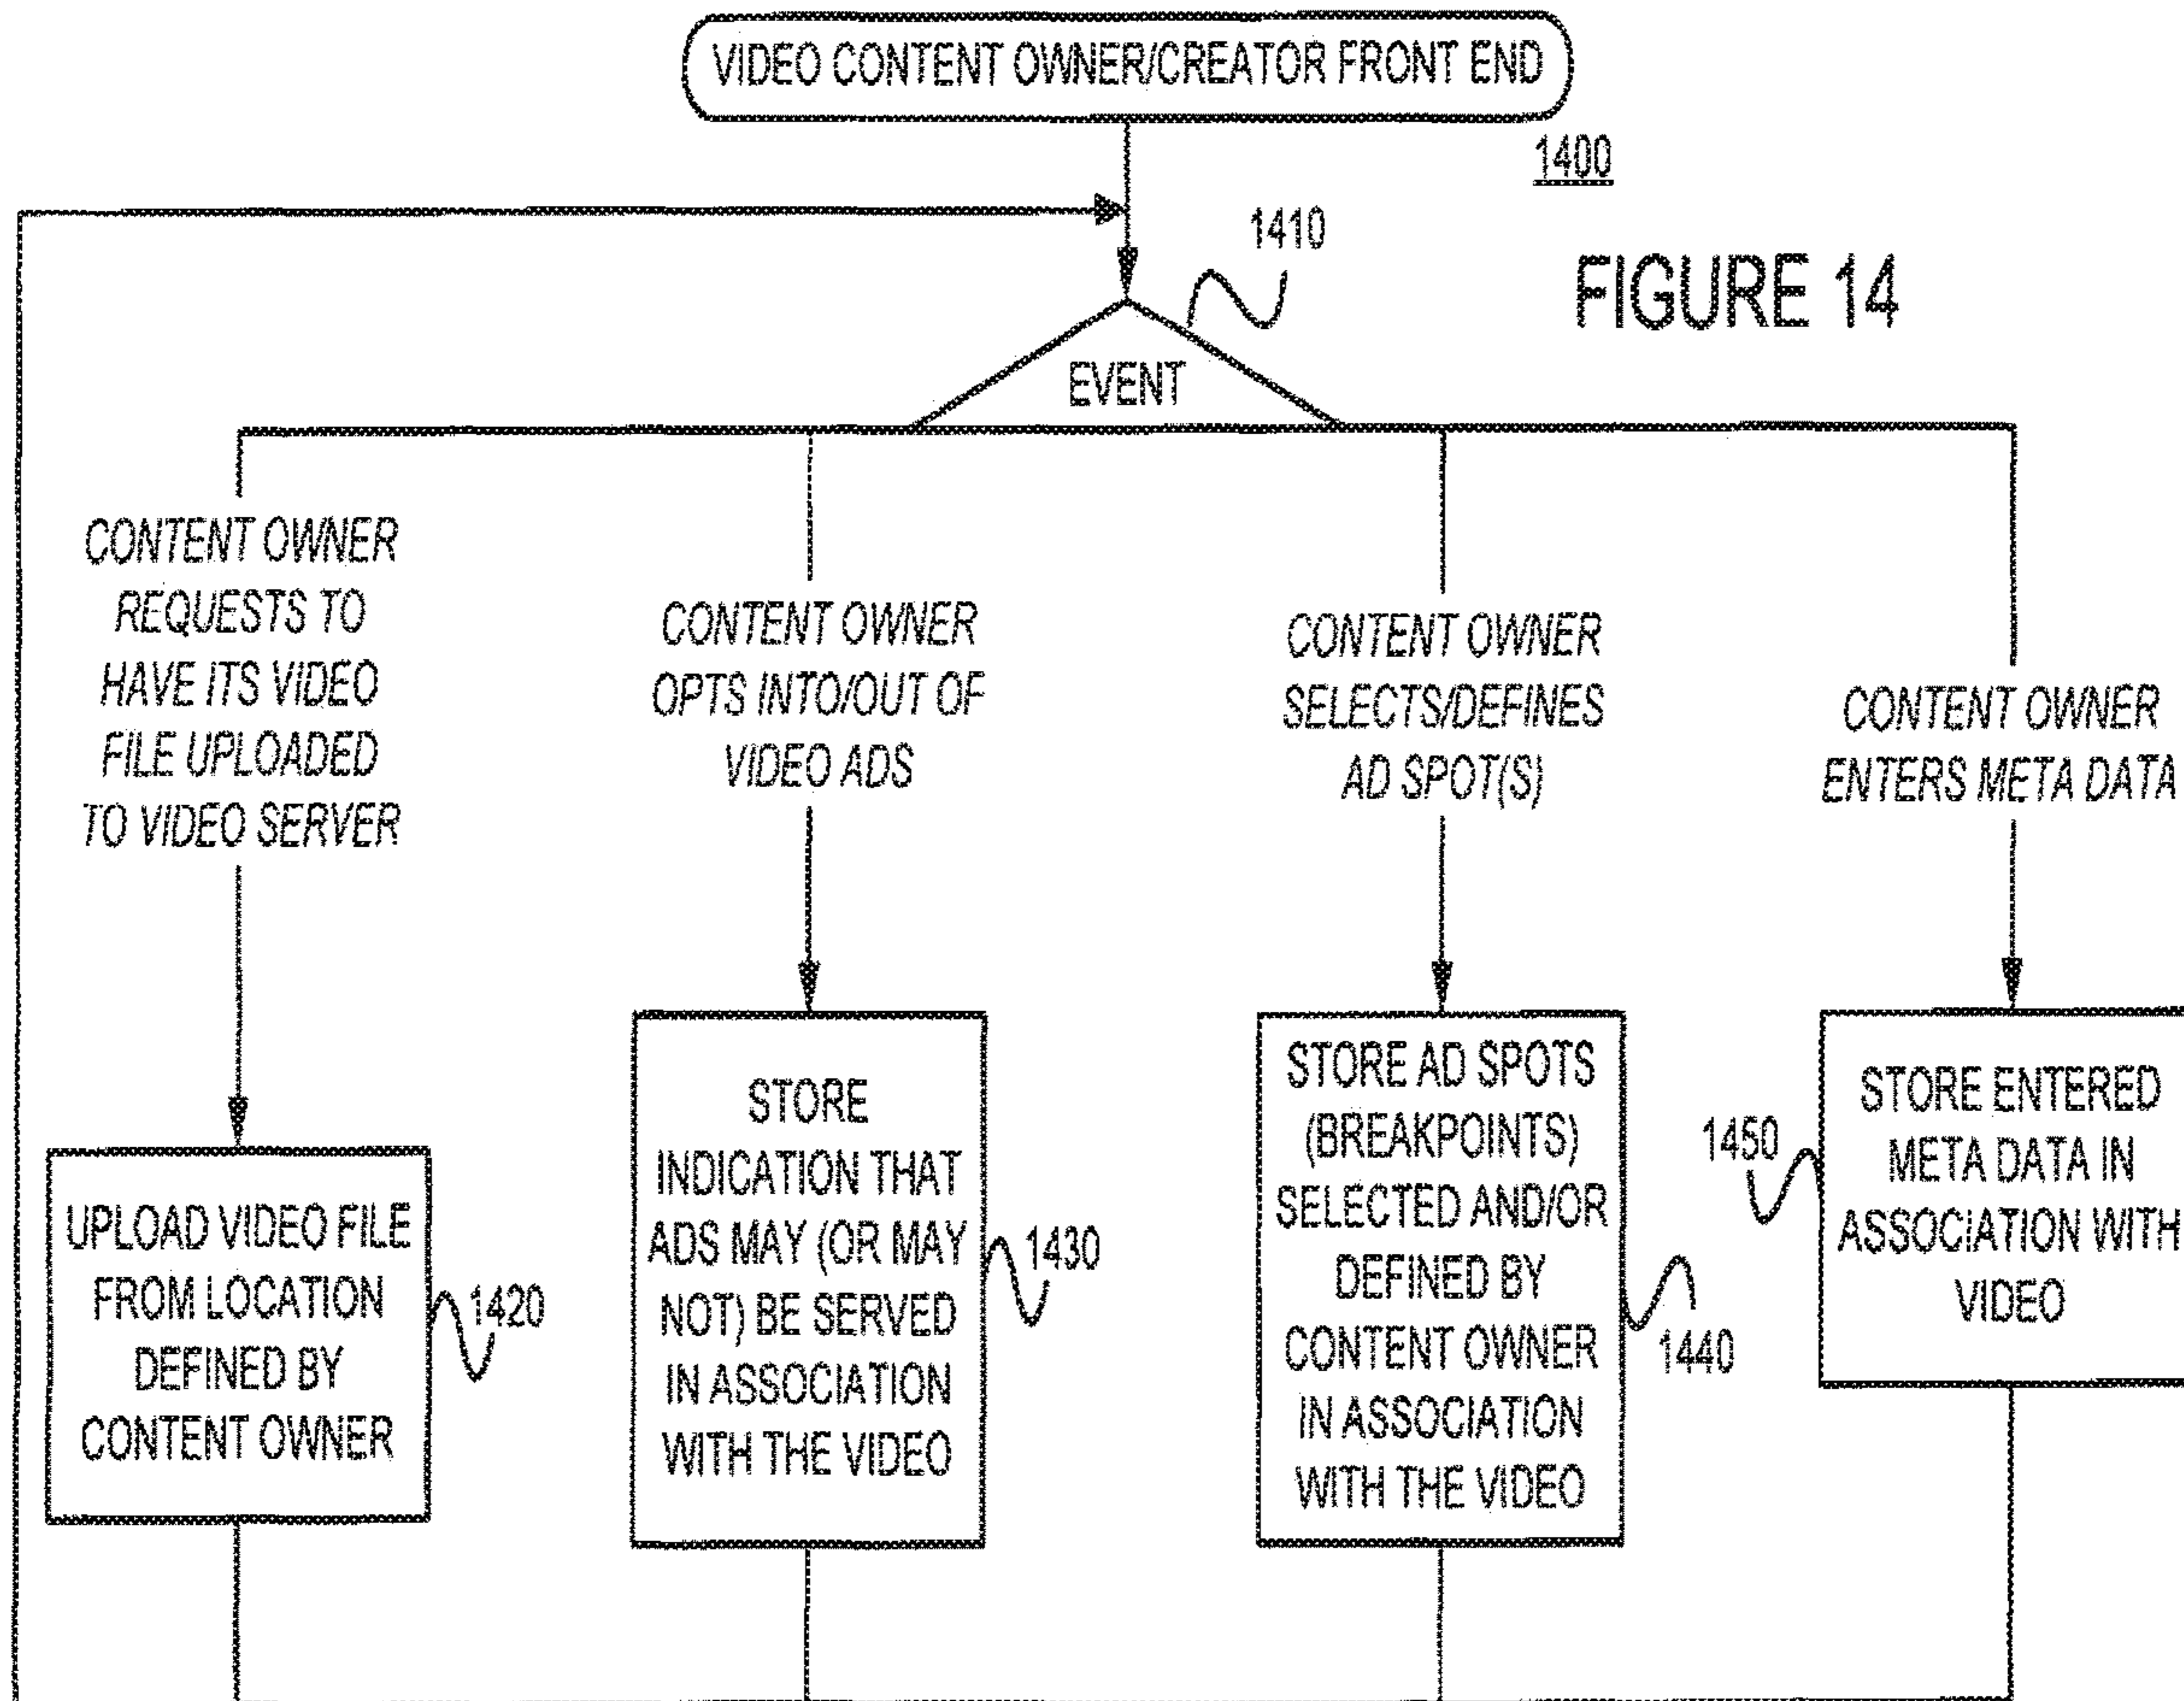 VIDEO CONTENT OWNER/CREATOR FRONT END
1400
1410
FIGURE 14
EVENT
CONTENT OWNER
REQUESTS TO
HAVE ITS VIDEO
FILE UPLOADED
TO VIDEO SERVER
CONTENT OWNER
OPTS INTO/OUT OF
VIDEO ADS
CONTENT OWNER
SELECTS/DEFINES
AD SPOT(S)
CONTENT OWNER
ENTERS META DATA
UPLOAD VIDEO FILE
FROM LOCATION
DEFINED BY
CONTENT OWNER
1420
STORE
INDICATION THAT
ADS MAY (OR MAY
NOT) BE SERVED
IN ASSOCIATION
WITH THE VIDEO
1430
STORE AD SPOTS
(BREAKPOINTS)
SELECTED AND/OR
DEFINED BY
CONTENT OWNER
IN ASSOCIATION
WITH THE VIDEO
1440
1450
STORE ENTERED
META DATA IN
ASSOCIATION WITH
VIDEO